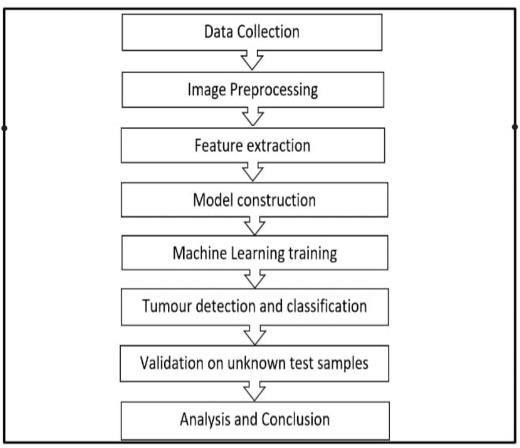 Data Collection
Image Preprocessing
Feature extraction
Model construction
Machine Learning training
Tumour detection and classification
Validation on unknown test samples
Analysis and Conclusion